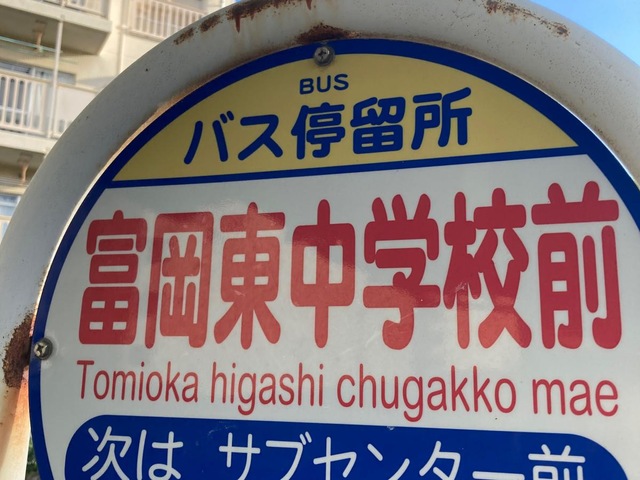 BUS
バス停留所
富岡東中学校前
Tomioka higashi chugakko mae
次は サブセンター前